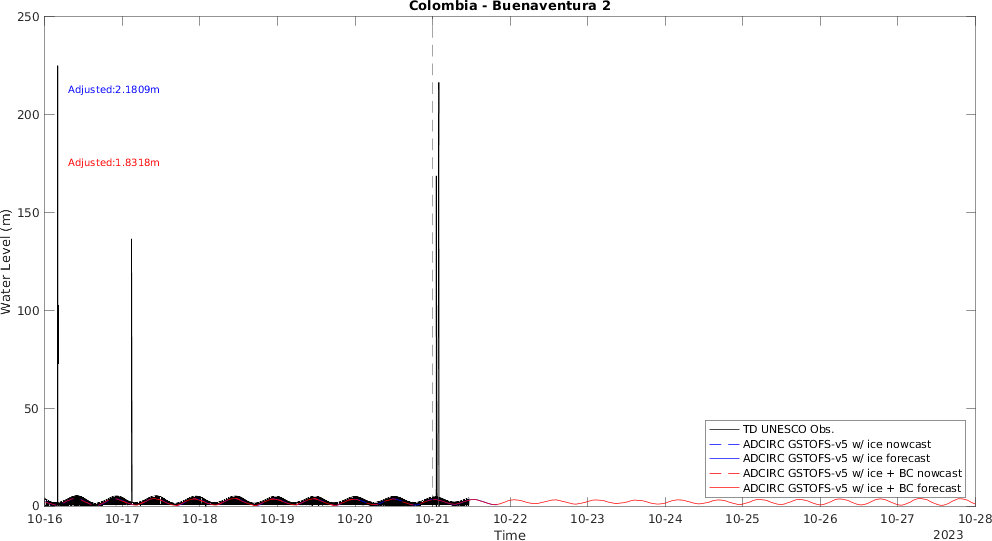 Colombia - Buenaventura 2
250
200
150
100
50
0
Water Level (m)
Adjusted:2.1809m
Adjusted:1.8318m
TD UNESCO Obs.
ADCIRC GSTOFS-v5 w/ ice nowcast
ADCIRC GSTOFS-v5 w/ ice forecast
ADCIRC GSTOFS-v5 w/ ice + BC nowcast
ADCIRC GSTOFS-v5 w/ ice + BC forecast
10-16 10-17 10-18 10-19 10-20 10-21 10-22 10-23 10-24 10-25 10-26 10-27 10-28
Time
2023